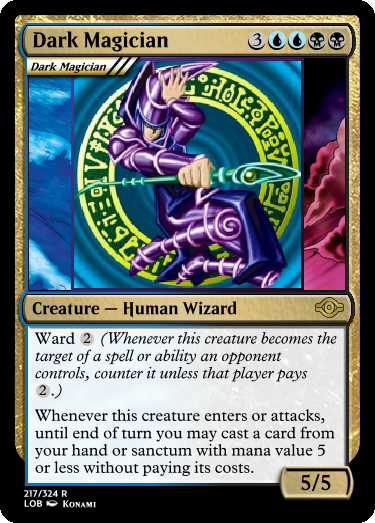 Dark Magician 3
Dark Magician
Creature — Human Wizard
Ward 2 (Whenever this creature becomes the
target of a spell or ability an opponent
controls, counter it unless that player pays
2.)
Whenever this creature enters or attacks,
until end of turn you may cast a card from
your hand or sanctum with mana value 5
or less without paying its costs.
5/5
217/324 R
LOB KONAMI